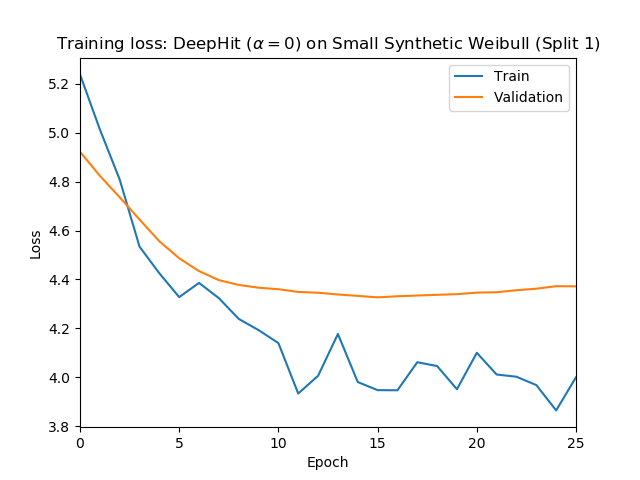 Training loss: DeepHit (α = 0) on Small Synthetic Weibull (Split 1)
Train
Validation
5.2
5.0
4.8
4.6
4.4
4.2
4.0
3.8
Loss
0
5
10
15
20
25
Epoch